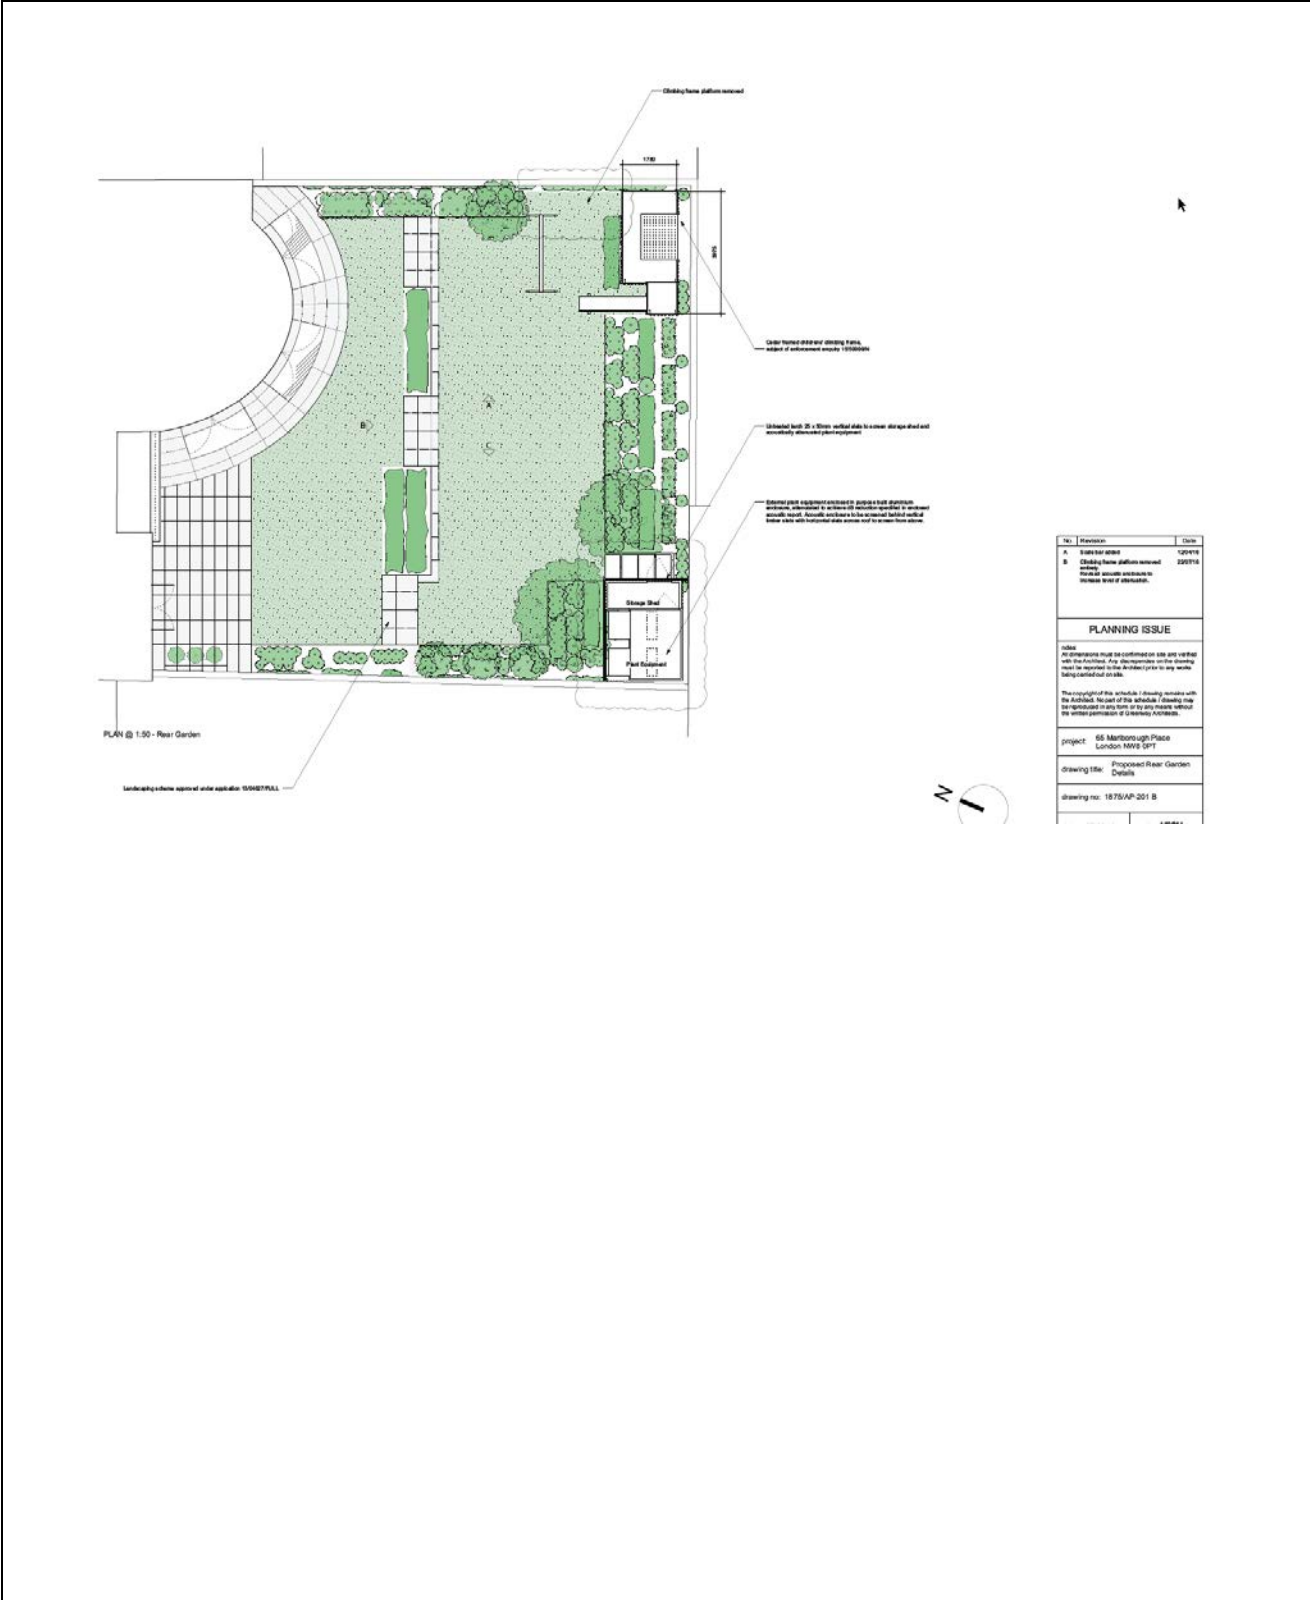 Climbing frame platform removed
1782
Cedar framed childrens' climbing frame,
subject of enforcement enquiry
Untreated larch 25 x 50mm vertical slats to screen storage shed and
acoustically attenuated plant equipment
External plant equipment enclosed in purpose built aluminium
enclosure, attenuated to achieve dB reduction specified in enclosed
acoustic report. Acoustic enclosure to be screened behind vertical
timber slats with horizontal slats across roof to screen from above.
A
B
C
Storage Shed
Plant Equipment
PLAN @ 1:50 - Rear Garden
Landscaping scheme approved under application
N
No. Revision Date
A Scale bar added 12/04/16
B Climbing frame platform removed
entirely.
Revised acoustic enclosure to
increase level of attenuation.
PLANNING ISSUE
notes
All dimensions must be confirmed on site and verified
with the Architect. Any discrepancies on the drawing
must be reported to the Architect prior to any works
being carried out on site.
The copyright of this schedule / drawing remains with
the Architect. No part of this schedule / drawing may
be reproduced in any form or by any means without
the written permission of Greenway Architects.
project: 65 Marlborough Place
London NW8 0PT
drawing title: Proposed Rear Garden
Details
drawing no: 1875/AP-201 B